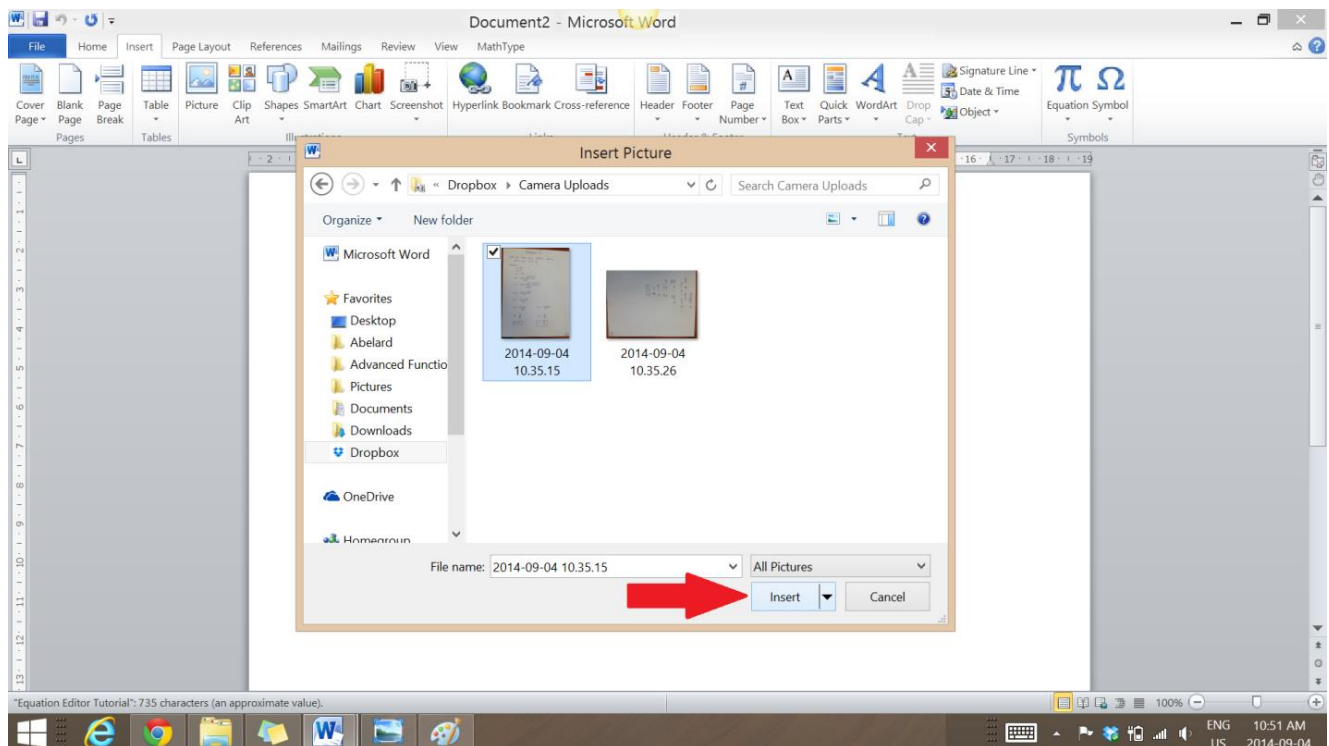 Document2 - Microsoft Word
File Home Insert Page Layout References Mailings Review View MathType
Cover Page Blank Page Page Break Table Picture Clip Art Shapes SmartArt Chart Screenshot Hyperlink Bookmark Cross-reference Header Footer Page Number Text Box Quick Parts WordArt Drop Cap Signature Line Date & Time Object Equation Symbol
Pages Tables Symbols
Insert Picture
« Dropbox Camera Uploads Search Camera Uploads
Organize New folder
Microsoft Word
Favorites
Desktop
Abelard
Advanced Functio
Pictures
Documents
Downloads
Dropbox
OneDrive
Homegroup
2014-09-04 10.35.15
2014-09-04 10.35.26
File name: 2014-09-04 10.35.15 All Pictures
Insert Cancel
"Equation Editor Tutorial": 735 characters (an approximate value). 100%
ENG US 10:51 AM 2014-09-04